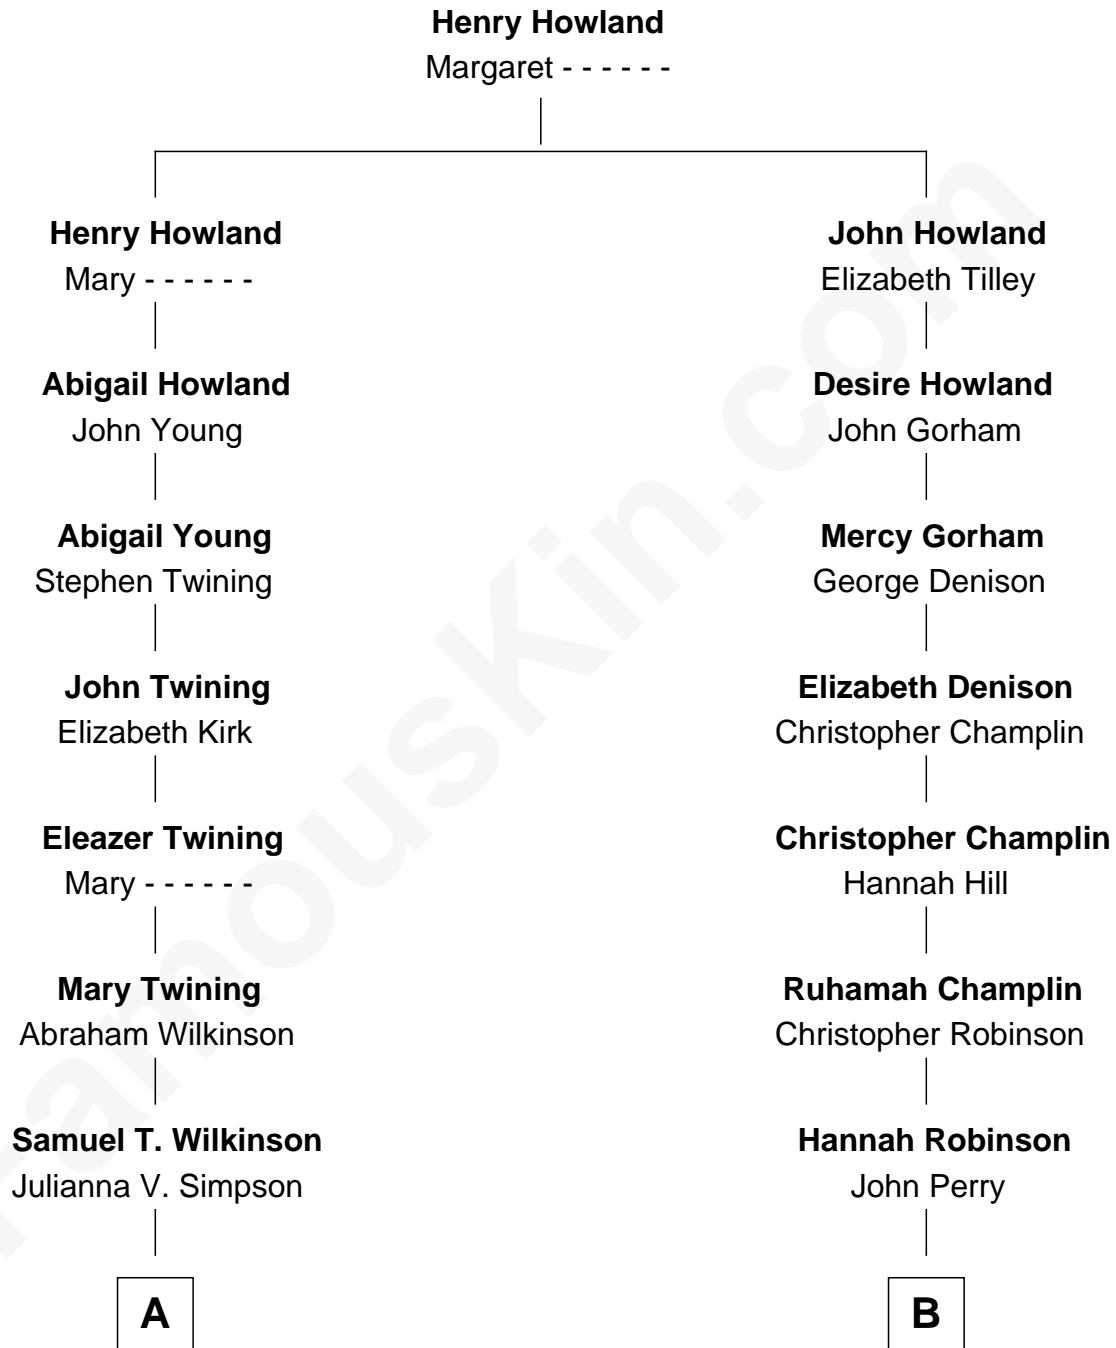 Henry Howland
Margaret - - - - - -
Henry Howland
Mary - - - - - -
John Howland
Elizabeth Tilley
Abigail Howland
John Young
Desire Howland
John Gorham
Abigail Young
Stephen Twining
Mercy Gorham
George Denison
John Twining
Elizabeth Kirk
Elizabeth Denison
Christopher Champlin
Eleazer Twining
Mary - - - - - -
Christopher Champlin
Hannah Hill
Mary Twining
Abraham Wilkinson
Ruhamah Champlin
Christopher Robinson
Samuel T. Wilkinson
Julianna V. Simpson
Hannah Robinson
John Perry
A
B
FamousKin.com